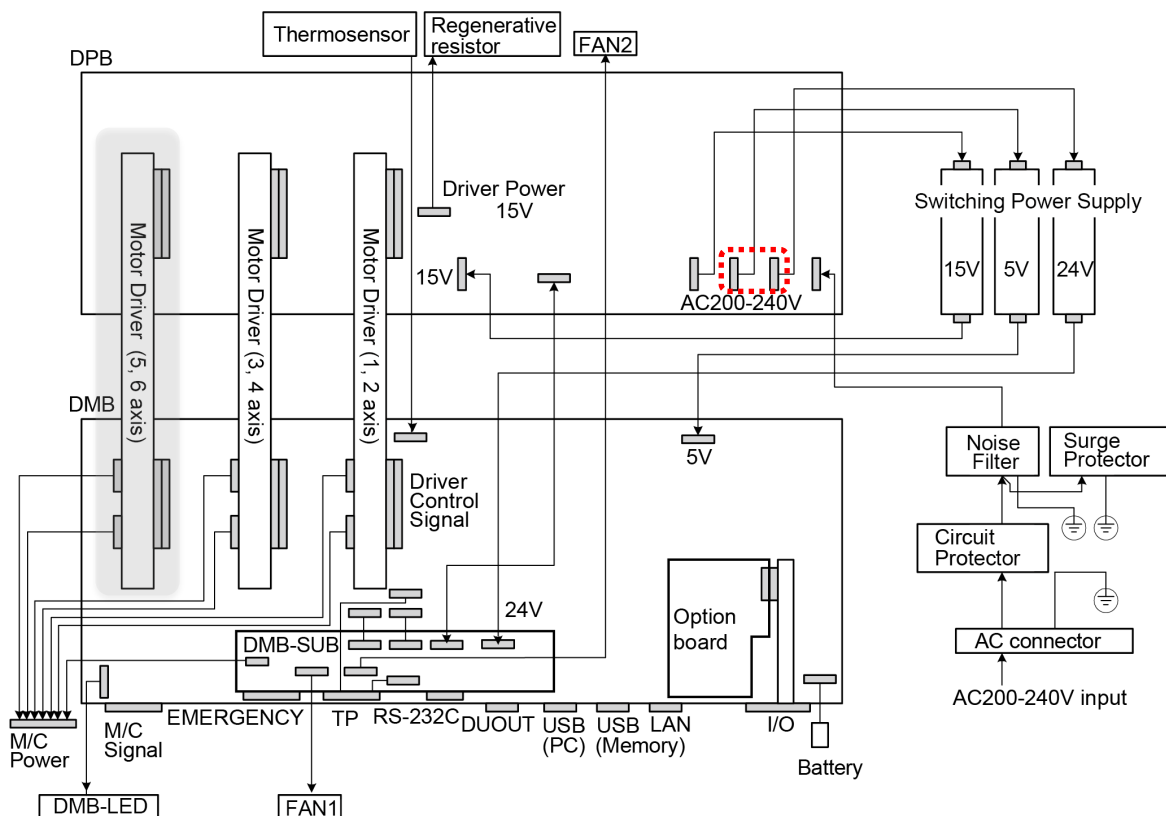 Thermosensor
Regenerative
resistor
FAN2
DPB
Driver Power
15V
Switching Power Supply
15V
5V
24V
15V
AC200-240V
Motor Driver (5, 6 axis)
Motor Driver (3, 4 axis)
Motor Driver (1, 2 axis)
DMB
5V
Driver
Control
Signal
Noise
Filter
Surge
Protector
Circuit
Protector
24V
Option
board
DMB-SUB
AC connector
AC200-240V input
EMERGENCY
TP
RS-232C
DUOUT
USB
(PC)
USB
(Memory)
LAN
I/O
M/C
Power
M/C
Signal
Battery
DMB-LED
FAN1